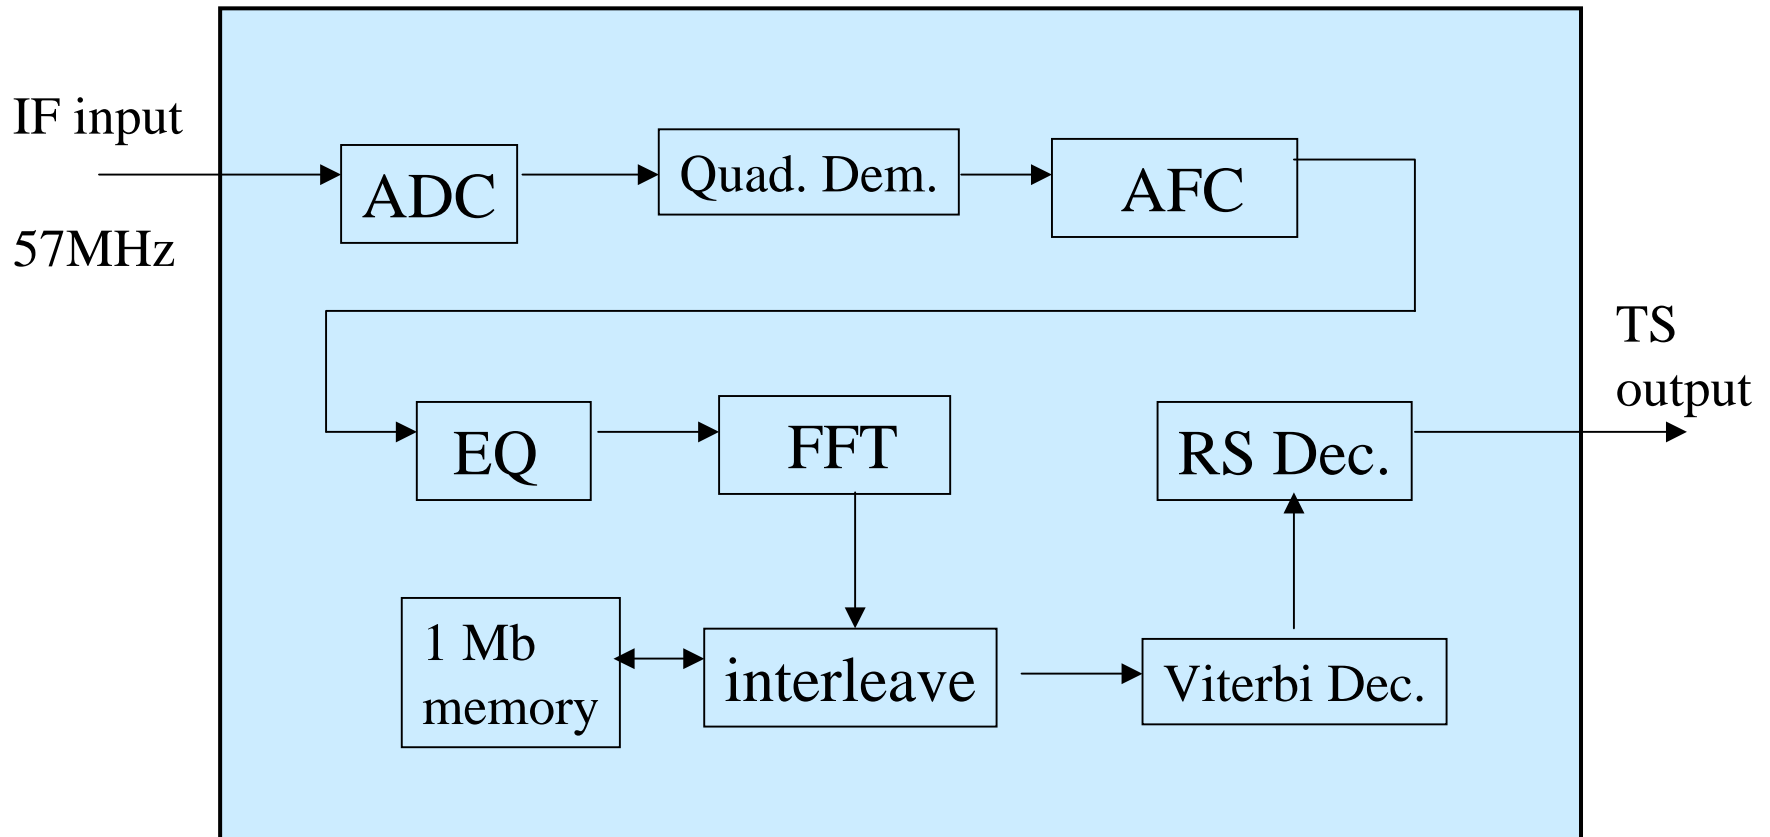 IF input
57MHz
ADC
Quad. Dem.
AFC
TS
output
EQ
FFT
RS Dec.
1 Mb
memory
interleave
Viterbi Dec.